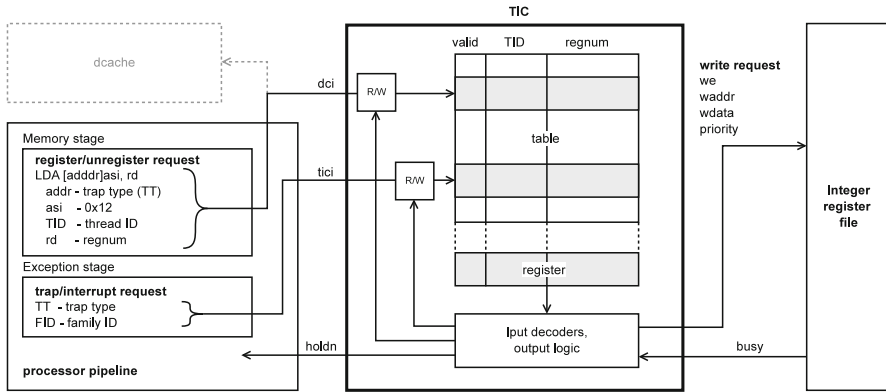 TIC
dcache
valid TID regnum
dci
R/W
write request
we
waddr
wdata
priority
Memory stage
register/unregister request
LDA [adddr]asi, rd
addr - trap type (TT)
asi - 0x12
TID - thread ID
rd - regnum
table
tici
R/W
Integer
register
file
Exception stage
trap/interrupt request
TT - trap type
FID - family ID
register
Iput decoders,
output logic
holdn
busy
processor pipeline